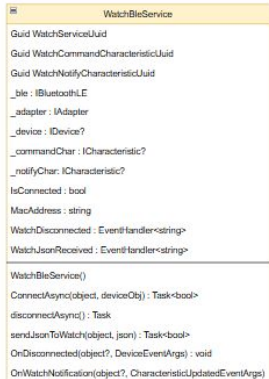 WatchBleService
Guid WatchServiceUuid
Guid WatchCommandCharacteristicUuid
Guid WatchNotifyCharacteristicUuid
_ble : IBluetoothLE
_adapter : IAdapter
_device : IDevice?
_commandChar : ICharacteristic?
_notifyChar: ICharacteristic?
IsConnected : bool
MacAddress : string
WatchDisconnected : EventHandler<string>
WatchJsonReceived : EventHandler<string>
WatchBleService()
ConnectAsync(object, deviceObj) : Task<bool>
disconnectAsync() : Task
sendJsonToWatch(object, json) : Task<bool>
OnDisconnected(object?, DeviceEventArgs) : void
OnWatchNotification(object?, CharacteristicUpdatedEventArgs)